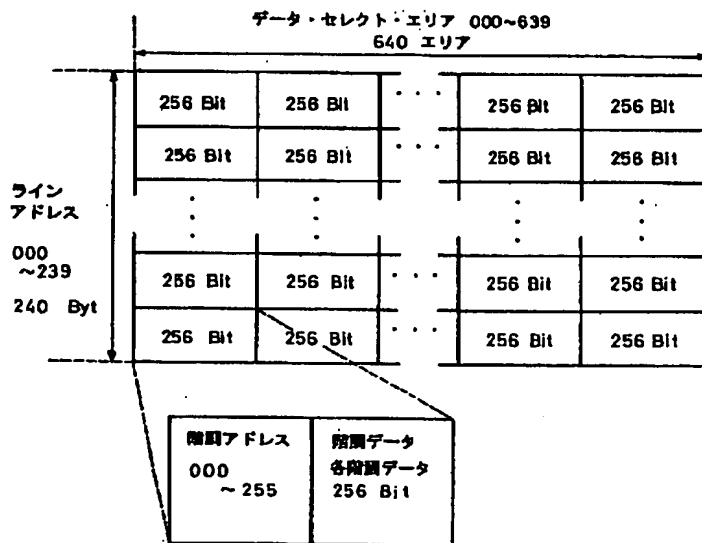 データ・セレクト・エリア 000~639
640 エリア
256 Bit 256 Bit ··· 256 Bit 256 Bit
256 Bit 256 Bit ··· 256 Bit 256 Bit
ライン
アドレス
000
~239
240 Byt
256 Bit 256 Bit ··· 256 Bit 256 Bit
256 Bit 256 Bit ··· 256 Bit 256 Bit
階調アドレス
000
~ 255
階調データ
各階調データ
256 Bit